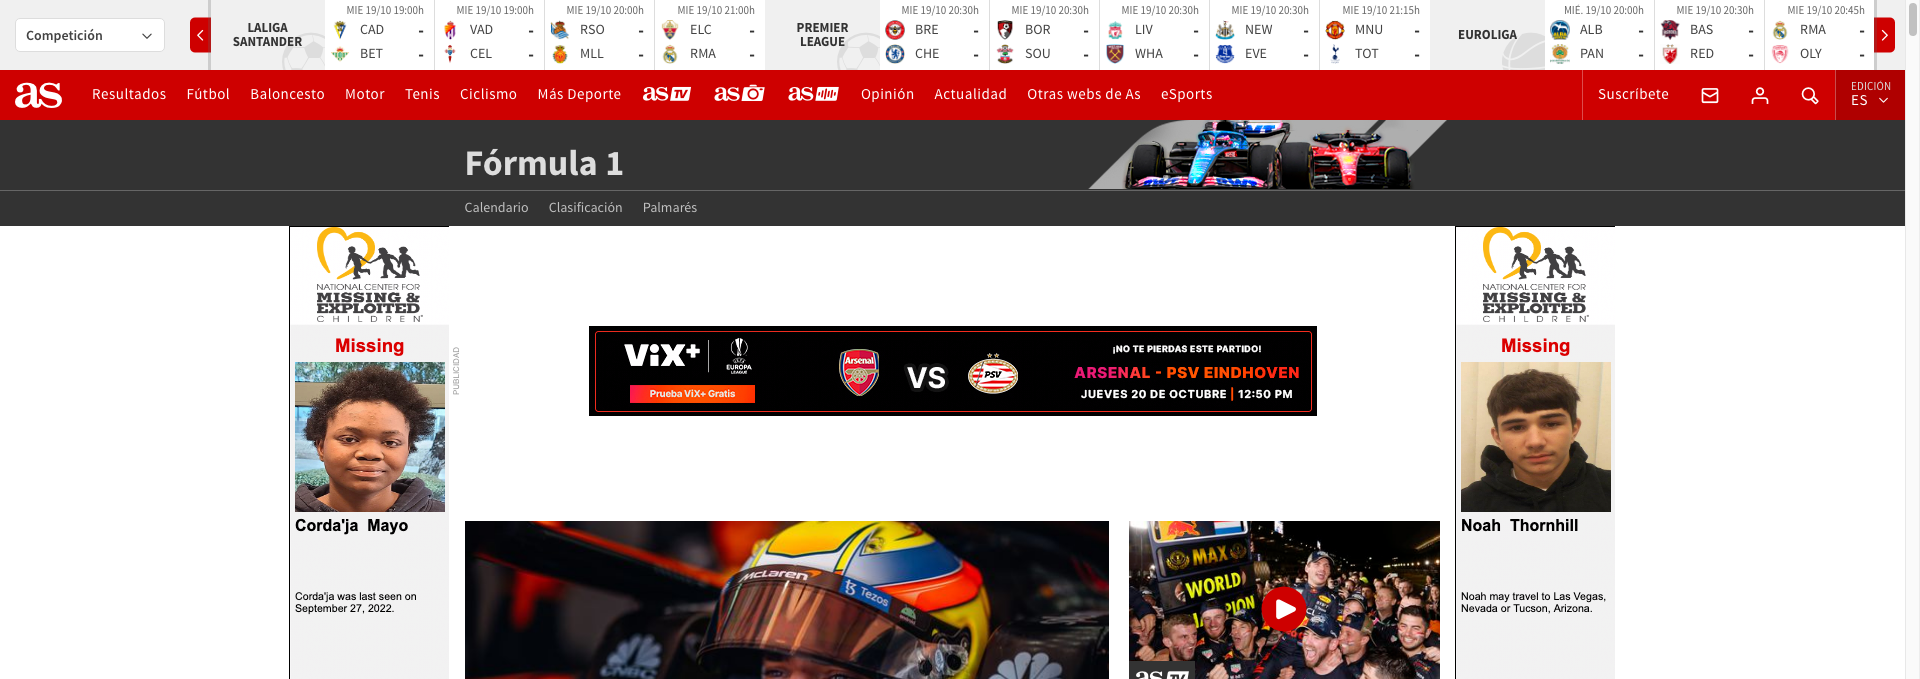 Competición
LALIGA
SANTANDER
MIE 19/10 19:00h
CAD -
BET -
MIE 19/10 19:00h
VAD -
CEL -
MIE 19/10 20:00h
RSO -
MLL -
MIE 19/10 21:00h
ELC -
RMA -
PREMIER
LEAGUE
MIE 19/10 20:30h
BRE -
CHE -
MIE 19/10 20:30h
BOR -
SOU -
MIE 19/10 20:30h
LIV -
WHA -
MIE 19/10 20:30h
NEW -
EVE -
MIE 19/10 21:15h
MNU -
TOT -
EUROLIGA
MIÉ. 19/10 20:00h
ALB -
PAN -
MIE 19/10 20:30h
BAS -
RED -
MIE 19/10 20:45h
RMA -
OLY -
as
Resultados
Fútbol
Baloncesto
Motor
Tenis
Ciclismo
Más Deporte
as TV
as
as
Opinión
Actualidad
Otras webs de As
eSports
Suscríbete
EDICIÓN
ES
Fórmula 1
Calendario
Clasificación
Palmarés
NATIONAL CENTER FOR
MISSING &
EXPLOITED
CHILDREN
Missing
Corda'ja Mayo
Corda'ja was last seen on
September 27, 2022.
PUBLICIDAD
ViX+
UEFA
EUROPA
LEAGUE
Prueba ViX+ Gratis
Arsenal
VS
PSV
¡NO TE PIERDAS ESTE PARTIDO!
ARSENAL - PSV EINDHOVEN
JUEVES 20 DE OCTUBRE | 12:50 PM
McLaren
Tezos
CNBC
MAX
WORLD
CHAMPION
as TV
NATIONAL CENTER FOR
MISSING &
EXPLOITED
CHILDREN
Missing
Noah Thornhill
Noah may travel to Las Vegas,
Nevada or Tucson, Arizona.